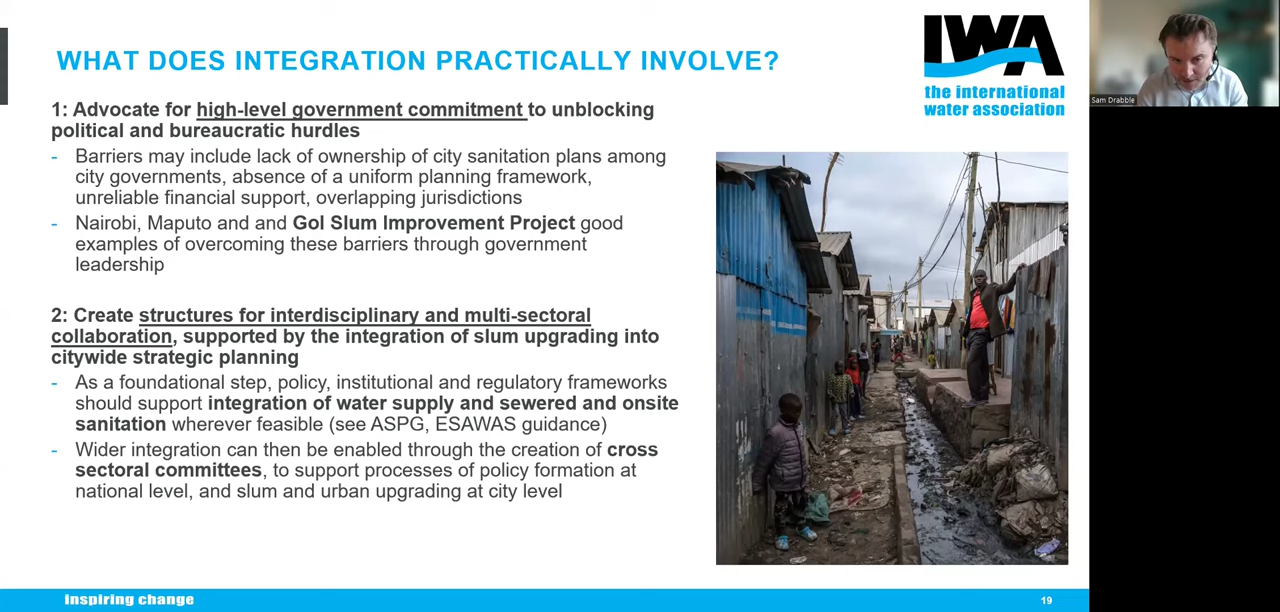 WHAT DOES INTEGRATION PRACTICALLY INVOLVE?
IWA
the international
water association
Sam Drabble
1: Advocate for high-level government commitment to unblocking
political and bureaucratic hurdles
- Barriers may include lack of ownership of city sanitation plans among
city governments, absence of a uniform planning framework,
unreliable financial support, overlapping jurisdictions
- Nairobi, Maputo and and GoI Slum Improvement Project good
examples of overcoming these barriers through government
leadership
2: Create structures for interdisciplinary and multi-sectoral
collaboration, supported by the integration of slum upgrading into
citywide strategic planning
- As a foundational step, policy, institutional and regulatory frameworks
should support integration of water supply and sewered and onsite
sanitation wherever feasible (see ASPG, ESAWAS guidance)
- Wider integration can then be enabled through the creation of cross
sectoral committees, to support processes of policy formation at
national level, and slum and urban upgrading at city level
inspiring change
19